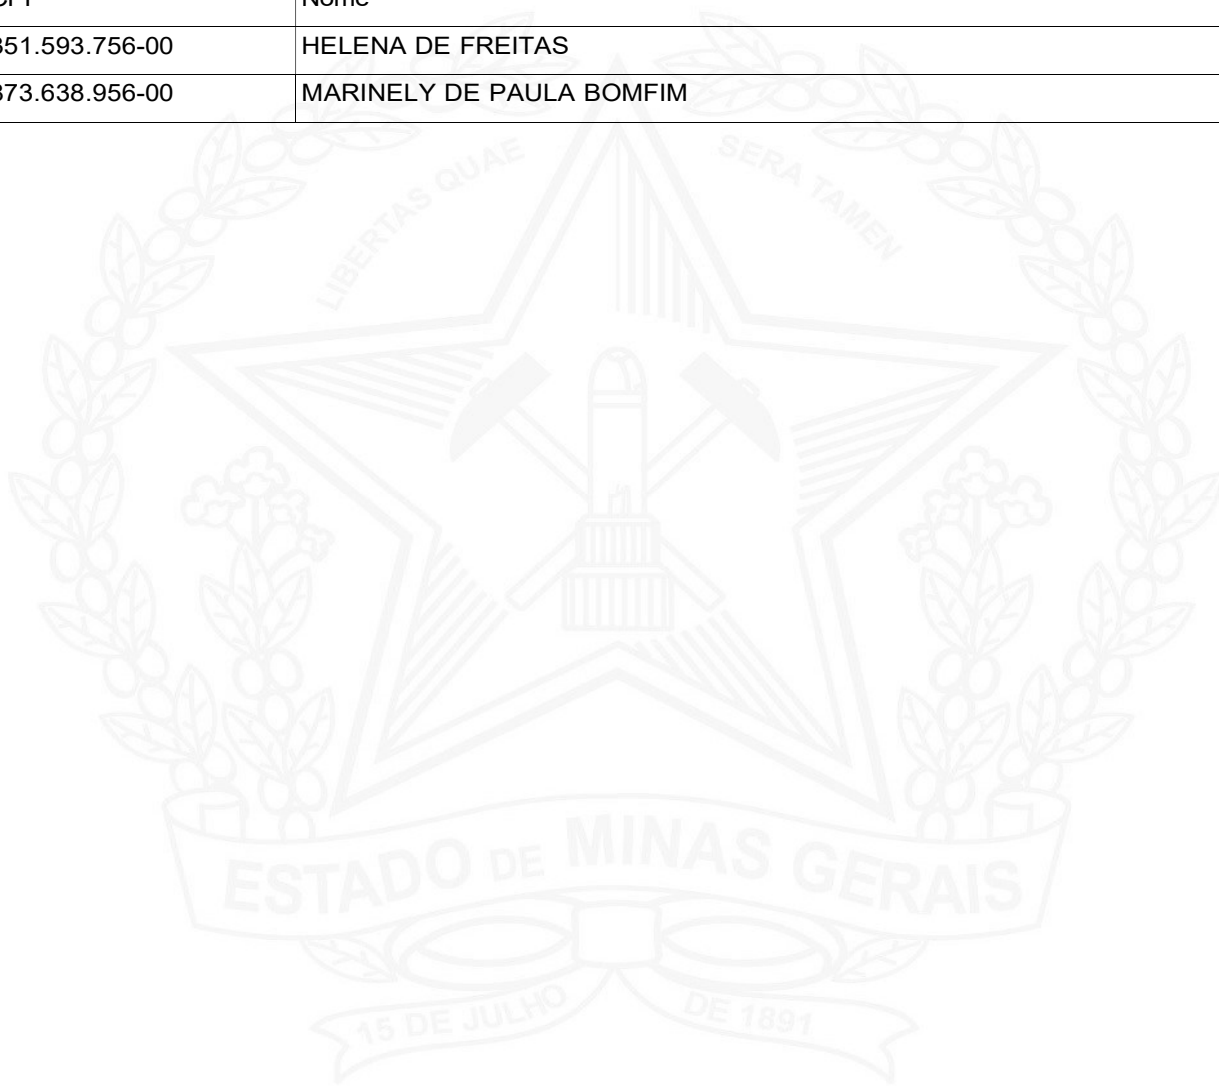 Nome
351.593.756-00 HELENA DE FREITAS
873.638.956-00 MARINELY DE PAULA BOMFIM
LIBERTAS QUAE SERA TAMEN
ESTADO DE MINAS GERAIS
15 DE JULHO DE 1891